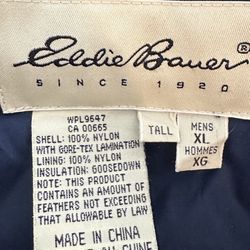 Eddie Bauer®
SINCE 1920
WPL9647
CA 00665
SHELL: 100% NYLON
WITH GORE-TEX LAMINATION
LINING: 100% NYLON
INSULATION: GOOSEDOWN
NOTE: THIS PRODUCT
CONTAINS AN AMOUNT OF
FEATHERS NOT EXCEEDING
THAT ALLOWABLE BY LAW
MADE IN CHINA
CHINE
TALL
MENS
XL
HOMMES
XG